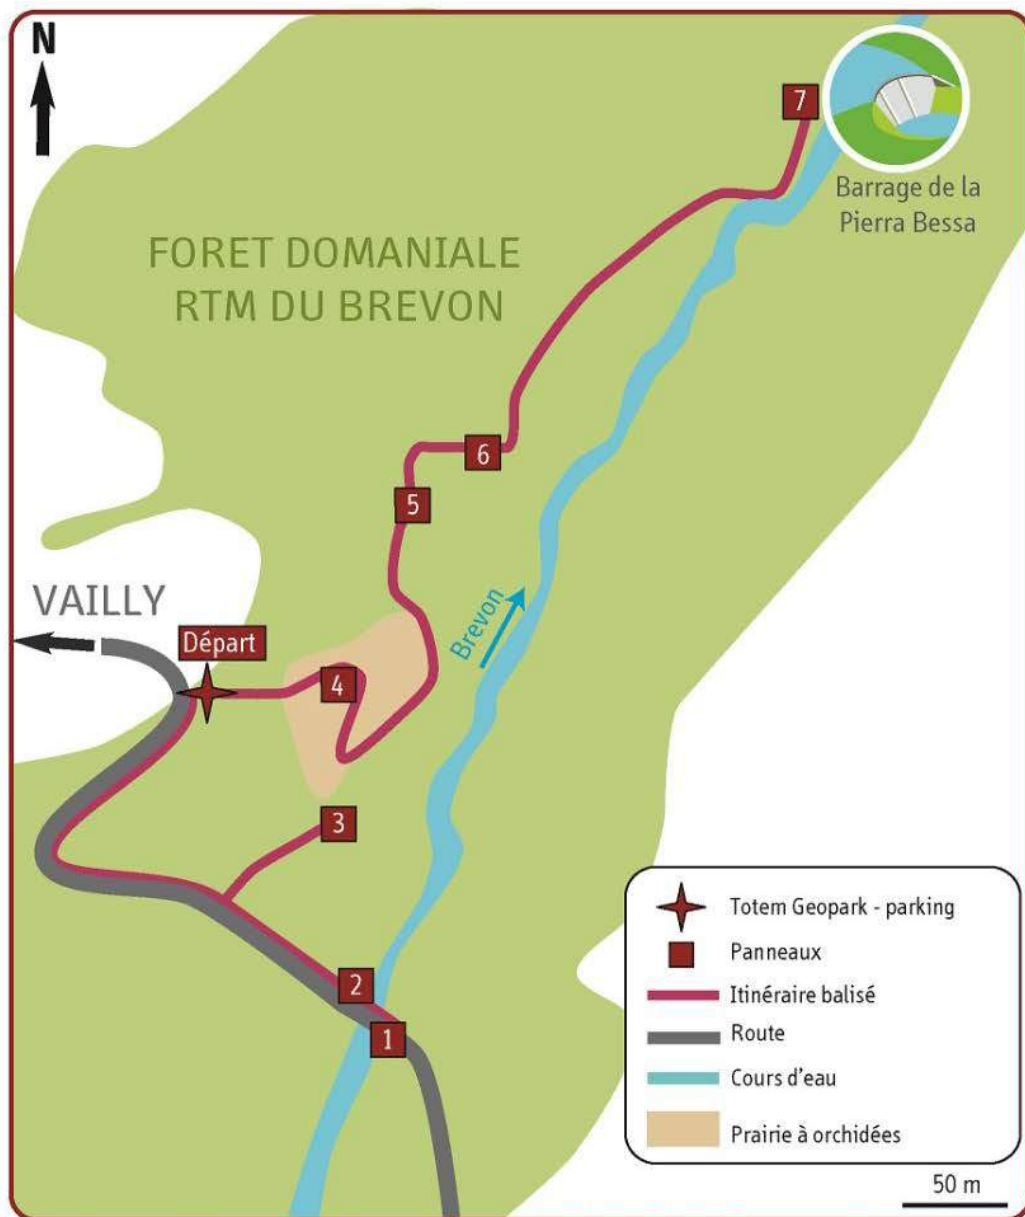 N
7
Barrage de la
Pierra Bessa
FORET DOMANIALE
RTM DU BREVON
6
5
Brevon
VAILLY
Départ
4
3
2
1
Totem Geopark - parking
Panneaux
Itinéraire balisé
Route
Cours d'eau
Prairie à orchidées
50 m